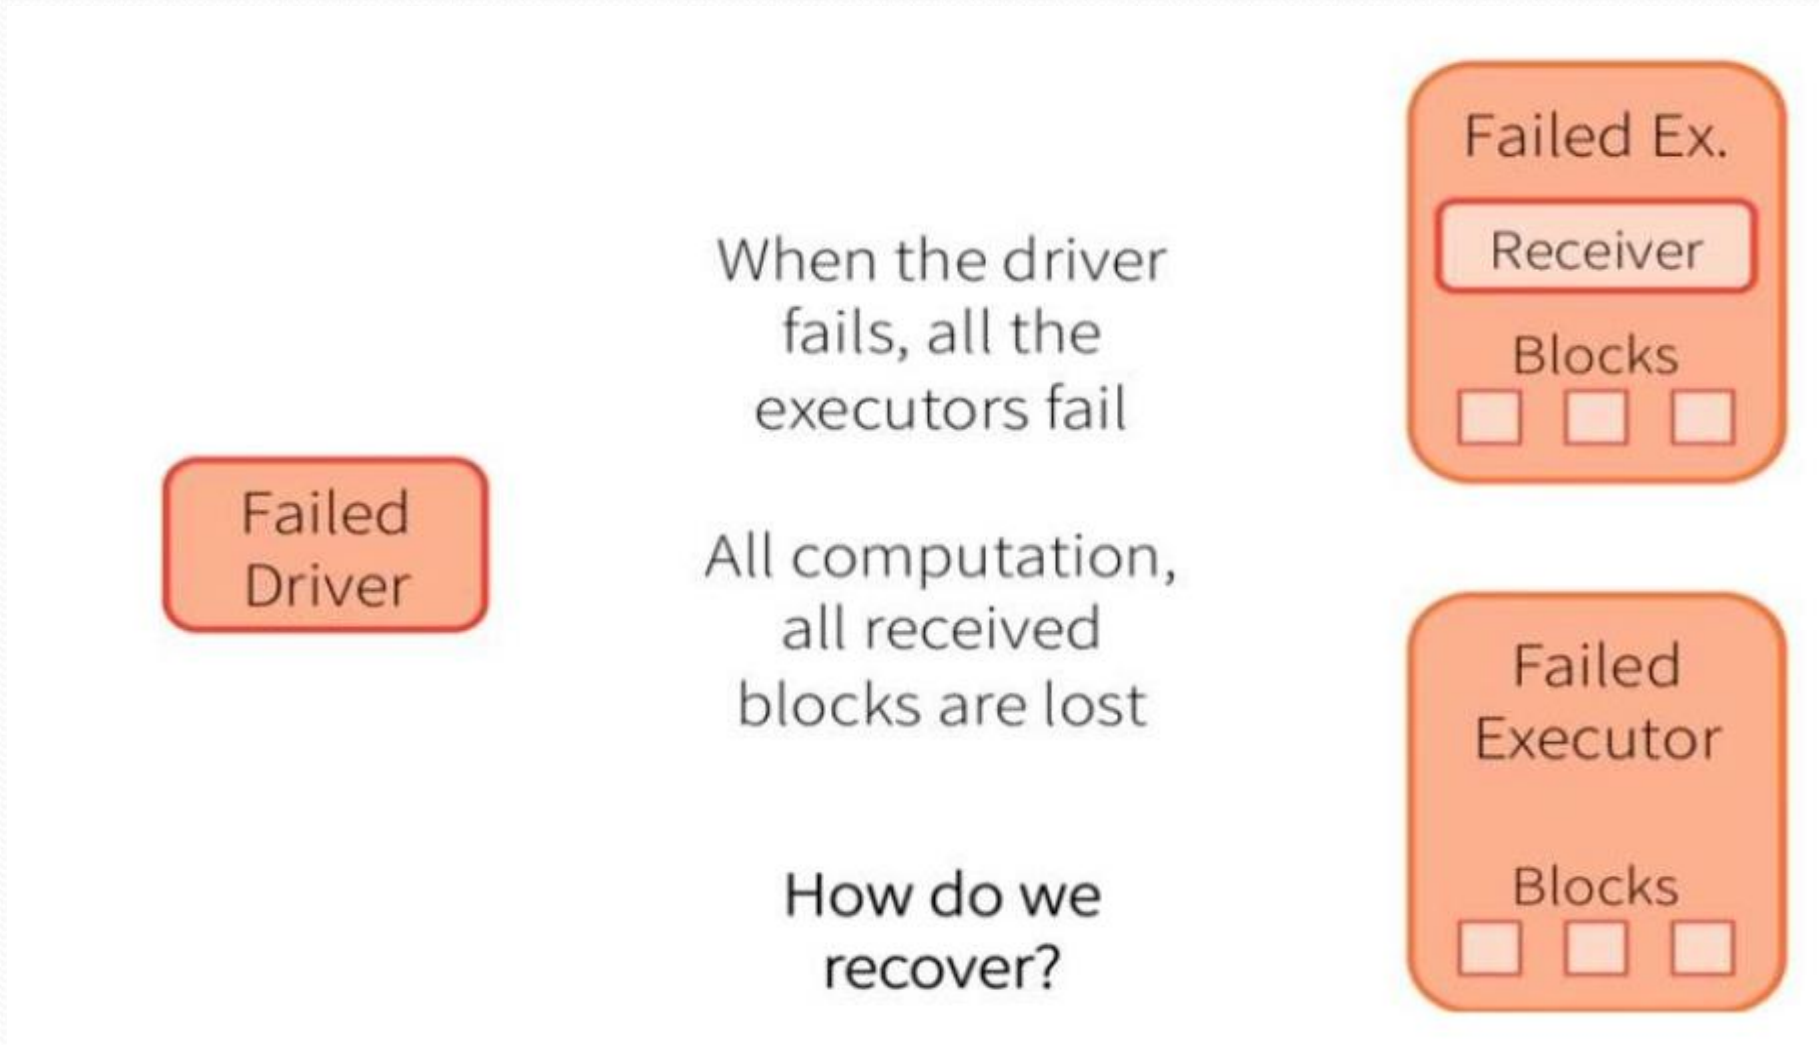 Failed
Driver
When the driver
fails, all the
executors fail
All computation,
all received
blocks are lost
How do we
recover?
Failed Ex.
Receiver
Blocks
Failed
Executor
Blocks